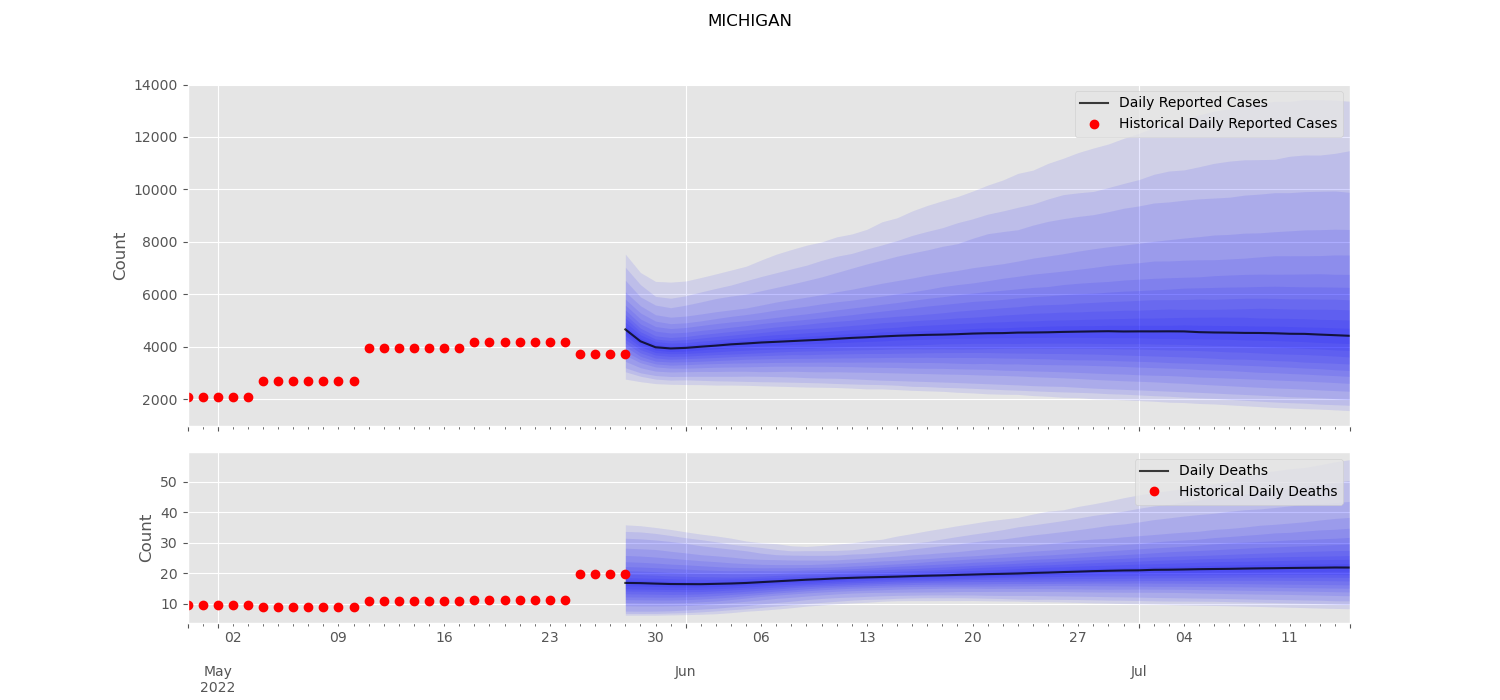 MICHIGAN
14000
12000
10000
8000
6000
4000
2000
Count
Daily Reported Cases
Historical Daily Reported Cases
50
40
30
20
10
Count
Daily Deaths
Historical Daily Deaths
02 09 16 23 30 06 13 20 27 04 11
May Jun Jul
2022